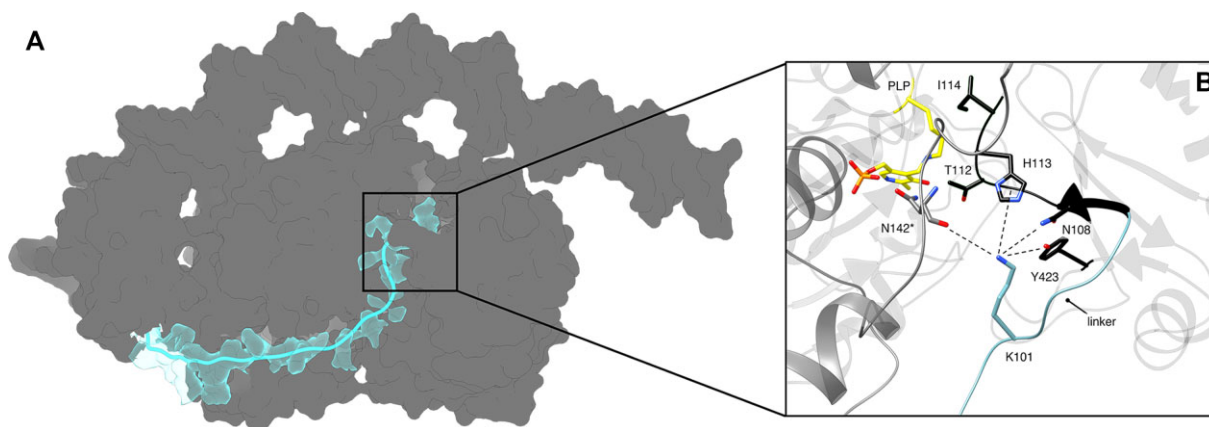 A
B
PLP
I114
T112
H113
N142*
N108
Y423
linker
K101